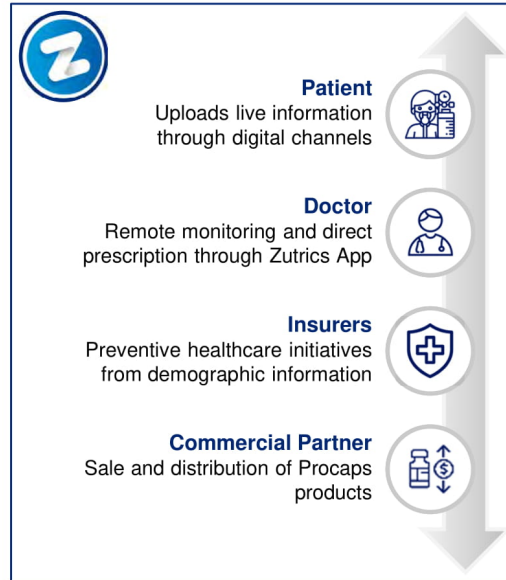 Z
Patient
Uploads live information
through digital channels
Doctor
Remote monitoring and direct
prescription through Zutrics App
Insurers
Preventive healthcare initiatives
from demographic information
Commercial Partner
Sale and distribution of Procaps
products
$